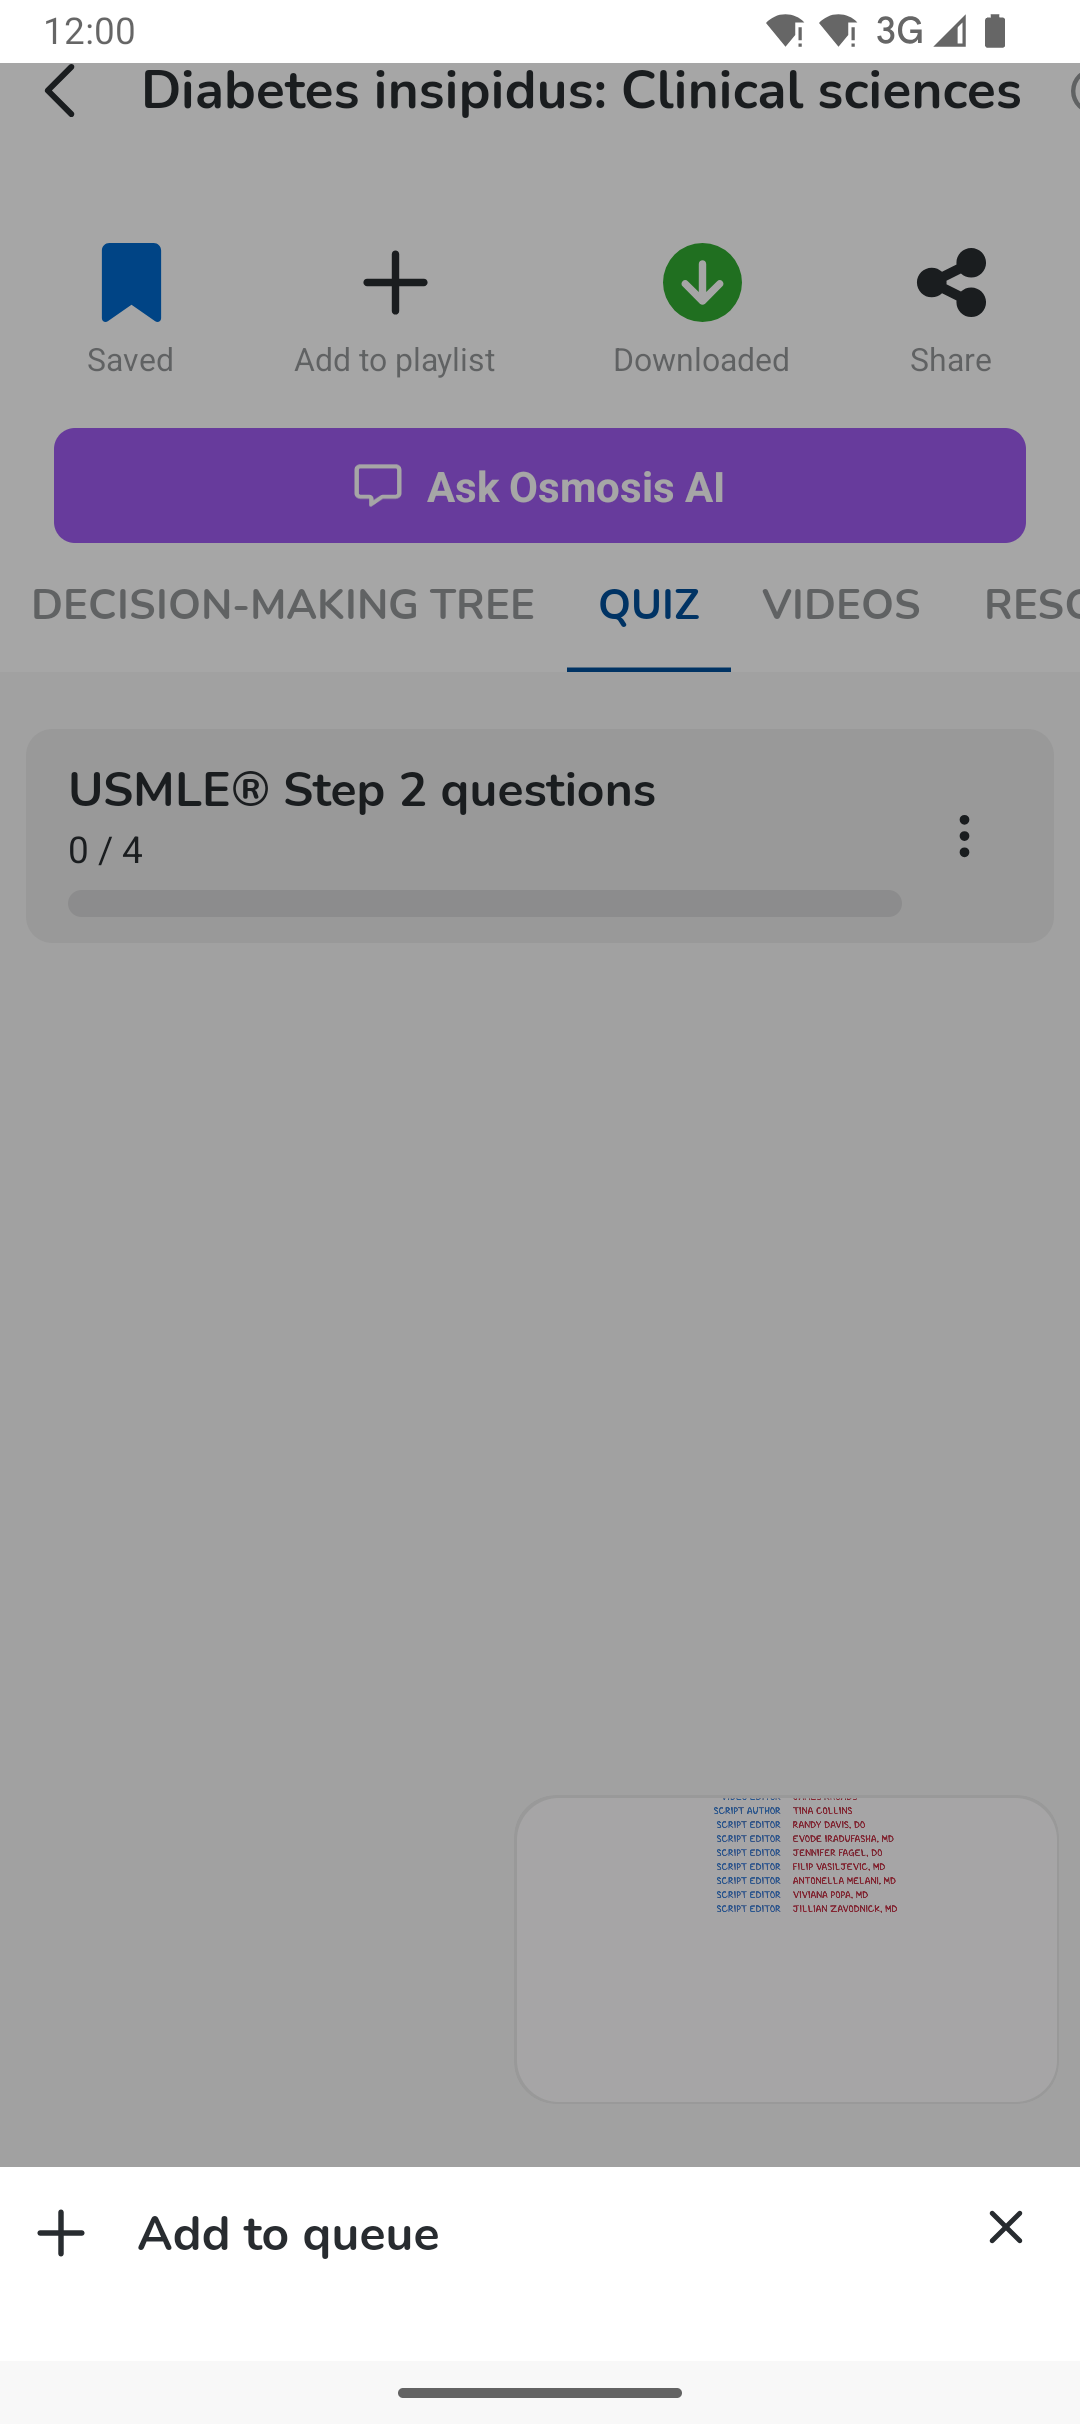 12:00
3G
Diabetes insipidus: Clinical sciences
Saved
Add to playlist
Downloaded
Share
Ask Osmosis AI
DECISION-MAKING TREE
QUIZ
VIDEOS
USMLE® Step 2 questions
0 / 4
SCRIPT AUTHOR TINA COLLINS
SCRIPT EDITOR RANDY DAVIS, DO
SCRIPT EDITOR EVODE IRADUFASHA, MD
SCRIPT EDITOR JENNIFER FAGEL, DO
SCRIPT EDITOR FILIP VASILJEVIC, MD
SCRIPT EDITOR ANTONELLA MELANI, MD
SCRIPT EDITOR VIVIANA POPA, MD
SCRIPT EDITOR JILLIAN ZAVODNICK, MD
Add to queue